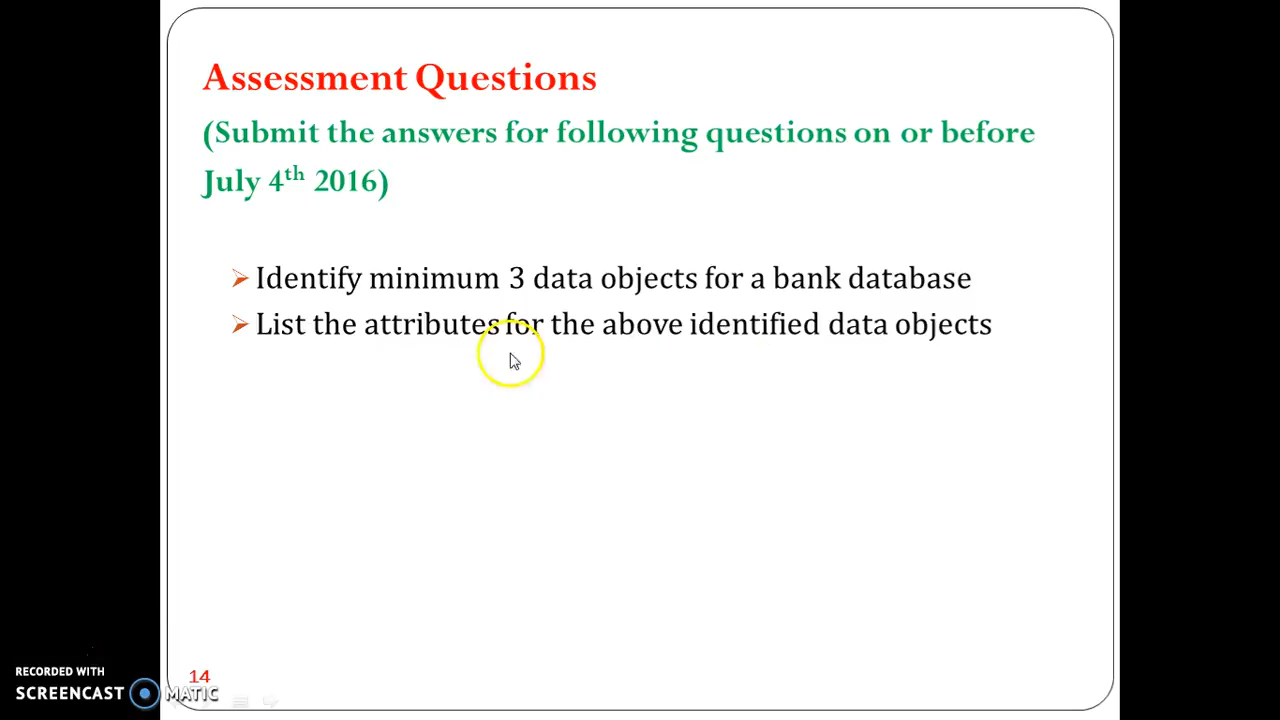 Assessment Questions
(Submit the answers for following questions on or before
July 4th 2016)
Identify minimum 3 data objects for a bank database
List the attributes for the above identified data objects
14
RECORDED WITH
SCREENCAST MATIC